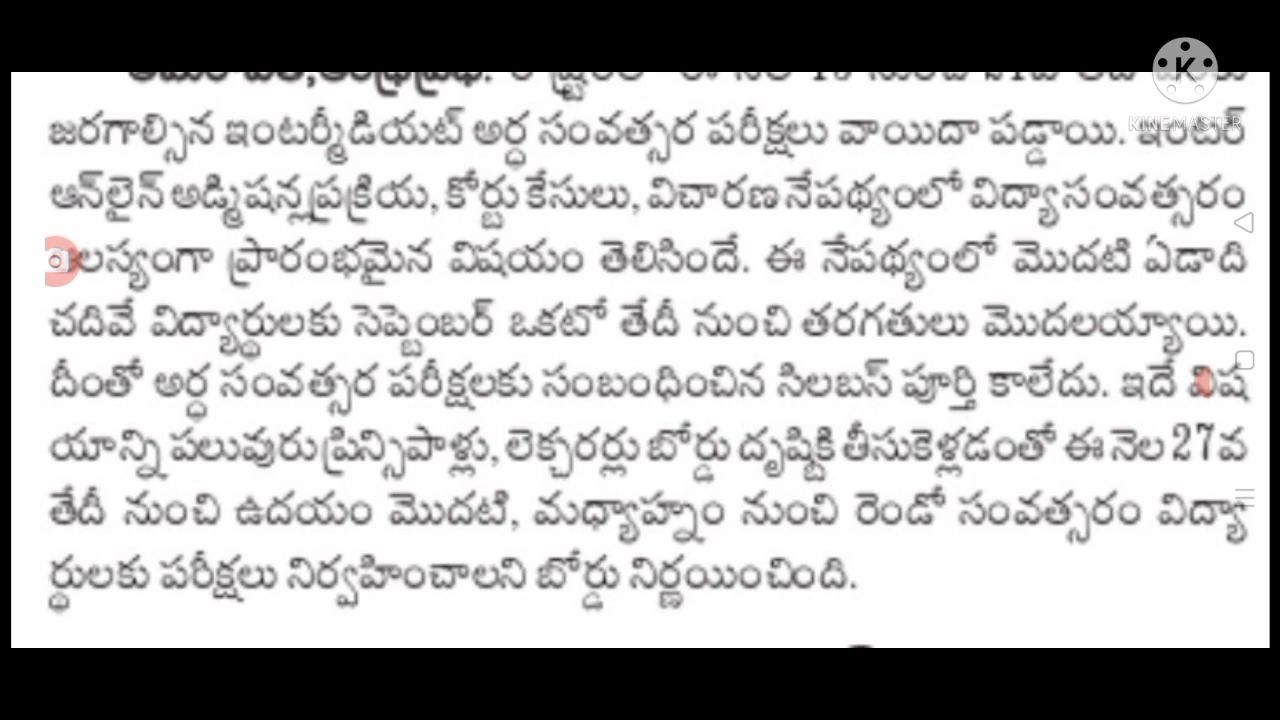 KINEMASTER
జరగాల్సిన ఇంటర్మీడియట్ అర్ధ సంవత్సర పరీక్షలు వాయిదా పడ్డాయి. ఇంటర్
ఆన్‌లైన్ అడ్మిషన్ల ప్రక్రియ, కోర్టు కేసులు, విచారణ నేపథ్యంలో విద్యా సంవత్సరం
ఆలస్యంగా ప్రారంభమైన విషయం తెలిసిందే. ఈ నేపథ్యంలో మొదటి ఏడాది
చదివే విద్యార్థులకు సెప్టెంబర్ ఒకటో తేదీ నుంచి తరగతులు మొదలయ్యాయి.
దీంతో అర్ధ సంవత్సర పరీక్షలకు సంబంధించిన సిలబస్ పూర్తి కాలేదు. ఇదే విష
యాన్ని పలువురు ప్రిన్సిపాళ్లు, లెక్చరర్లు బోర్డు దృష్టికి తీసుకెళ్లడంతో ఈ నెల 27వ
తేదీ నుంచి ఉదయం మొదటి, మధ్యాహ్నం నుంచి రెండో సంవత్సరం విద్యా
ర్థులకు పరీక్షలు నిర్వహించాలని బోర్డు నిర్ణయించింది.